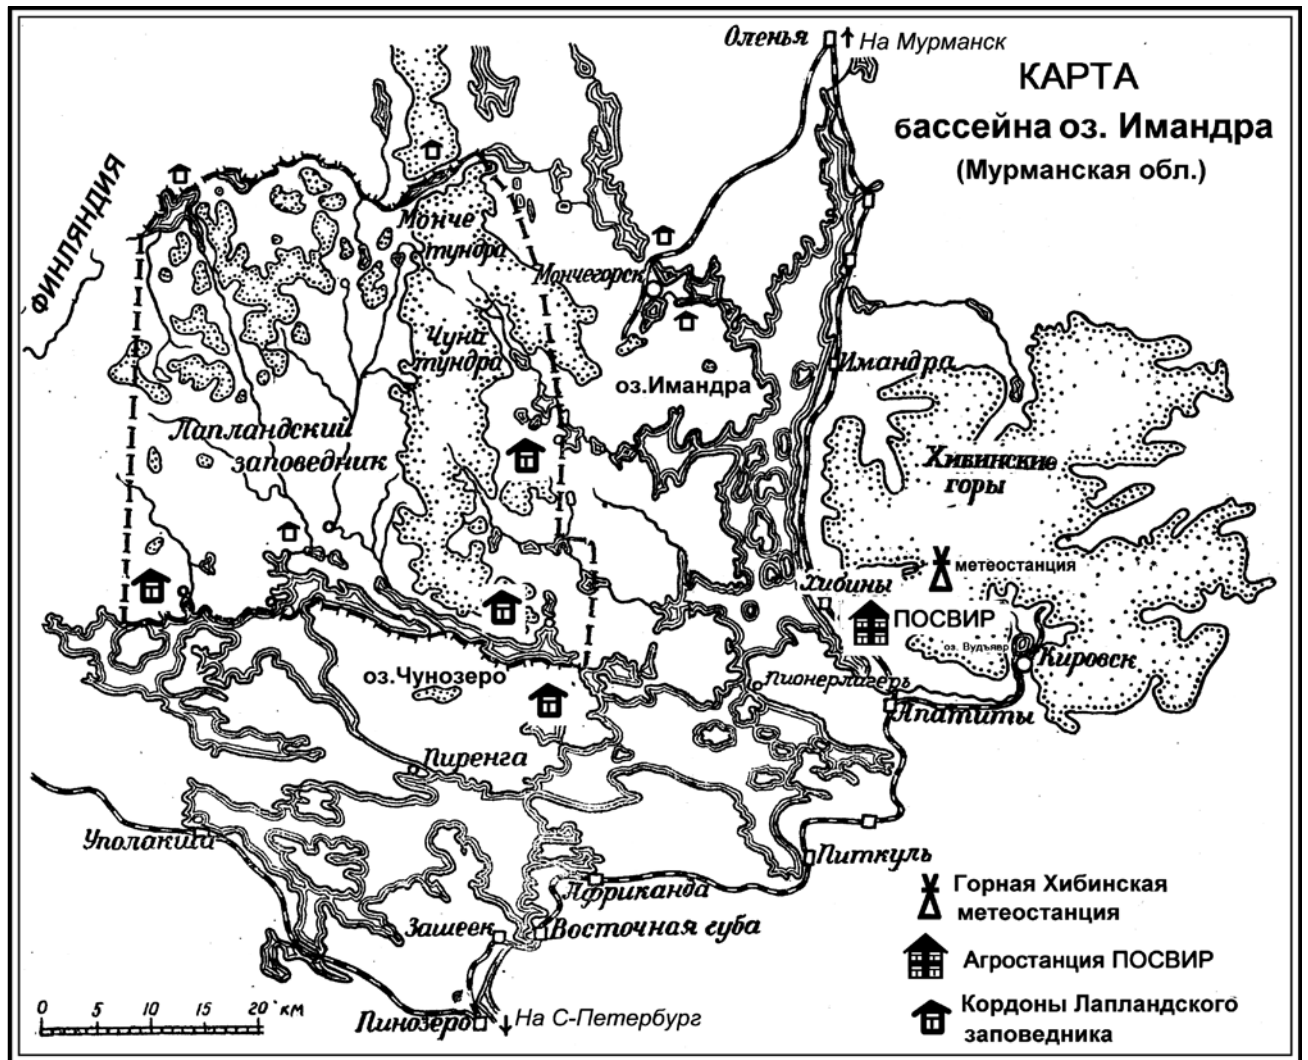 Оленья
На Мурманск
КАРТА
бассейна оз. Имандра
(Мурманская обл.)
ФИНЛЯНДИЯ
Монче
тундра
Мончегорск
Чуна
тундра
оз.Имандра
Имандра
Лапландский
заповедник
Хибинские
горы
метеостанция
Хибины
ПОСВИР
оз. Вудъявр
Кировск
оз.Чунозеро
Пионерлагерь
Апатиты
Пиренга
Уполакша
Питкуль
Африканда
Зашеек
Восточная губа
Горная Хибинская
метеостанция
Агростанция ПОСВИР
Кордоны Лапландского
заповедника
0 5 10 15 20 км
Пинозеро
На С-Петербург